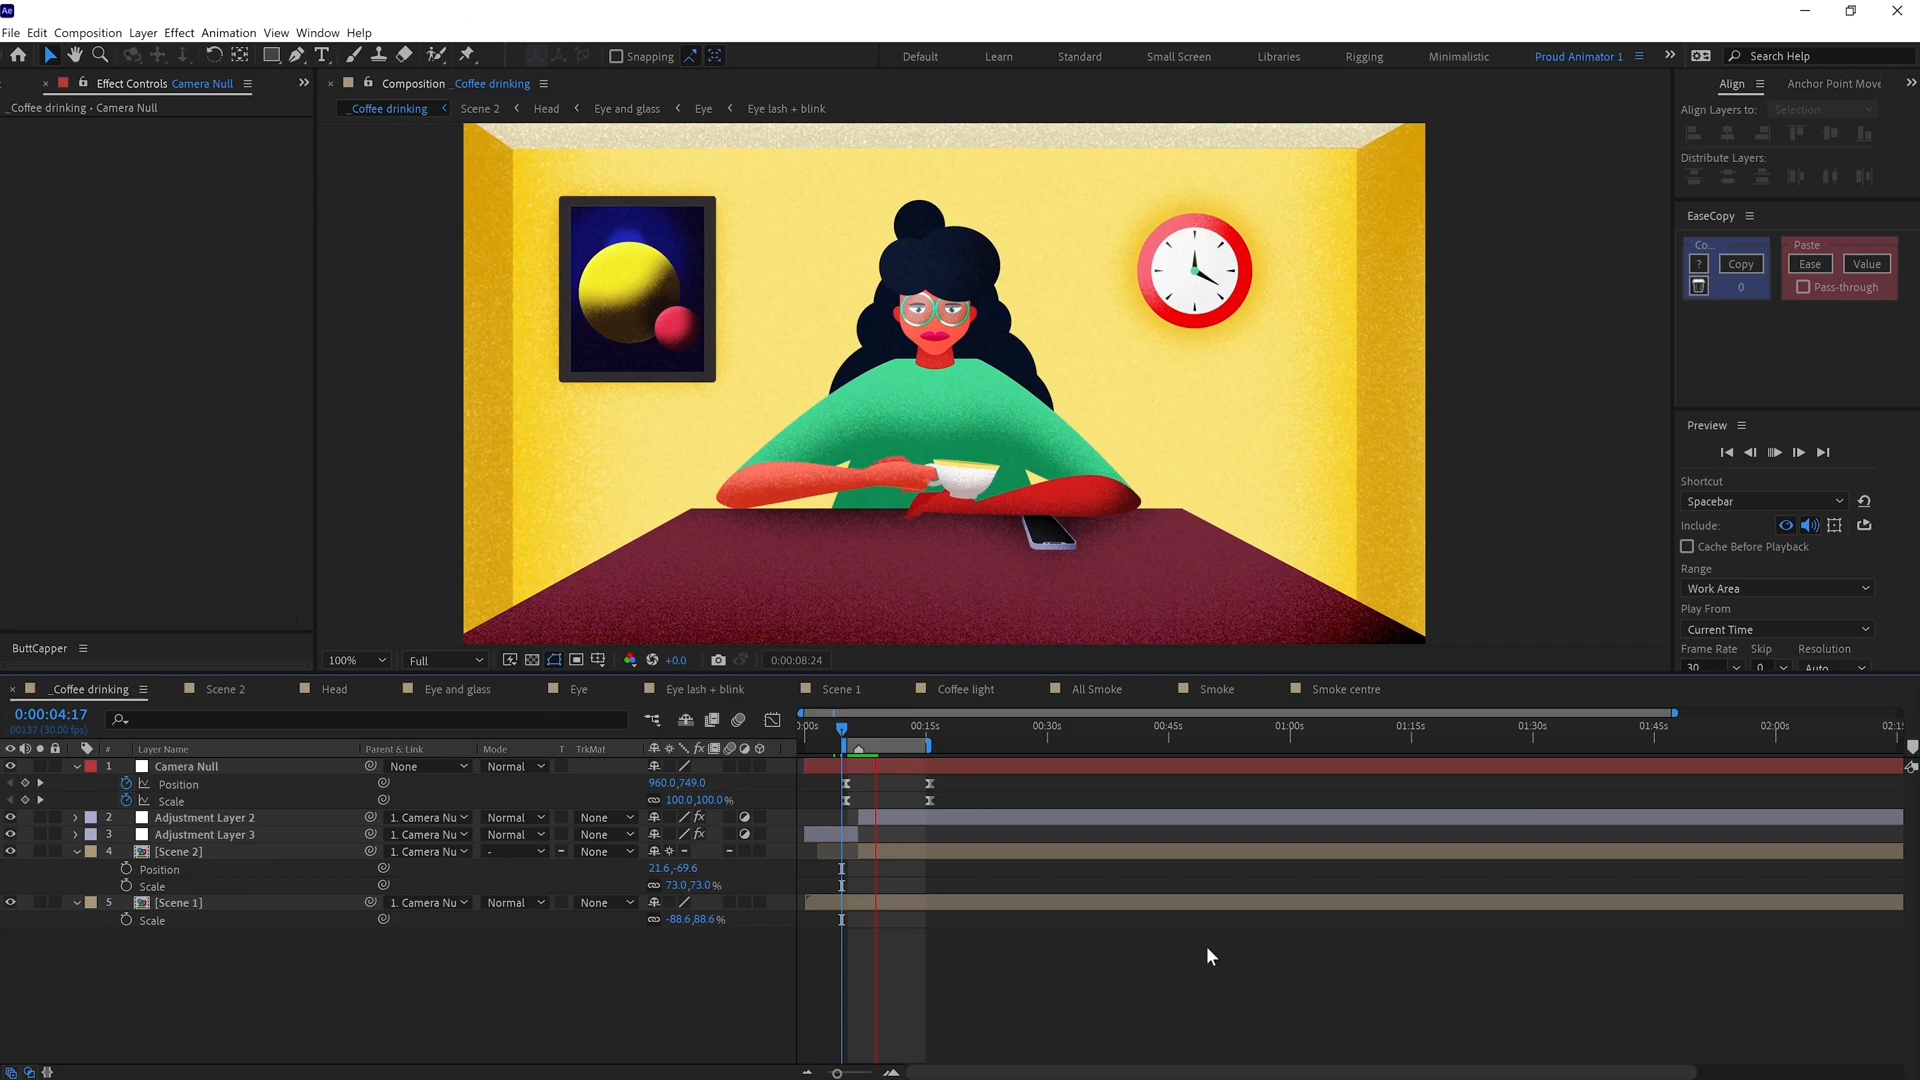 Ae
File Edit Composition Layer Effect Animation View Window Help
Snapping
Default Learn Standard Small Screen Libraries Rigging Minimalistic Proud Animator 1 Search Help
Effect Controls Camera Null
Composition _Coffee drinking
Align Anchor Point Move
_Coffee drinking • Camera Null
_Coffee drinking Scene 2 Head Eye and glass Eye Eye lash + blink
Align Layers to: Selection
Distribute Layers:
EaseCopy
Co... Paste
? Copy Ease Value
0 Pass-through
Preview
Shortcut
Spacebar
Include:
Cache Before Playback
Range
Work Area
Play From
Current Time
Frame Rate Skip Resolution
30 0 Auto
ButtCapper
100% Full +0.0 0:00:08:24
_Coffee drinking Scene 2 Head Eye and glass Eye Eye lash + blink Scene 1 Coffee light All Smoke Smoke Smoke centre
0:00:04:17
00137 (30.00 fps)
0:00s 00:15s 00:30s 00:45s 01:00s 01:15s 01:30s 01:45s 02:00s 02:1
# Layer Name Parent & Link Mode T TrkMat
1 Camera Null None Normal
Position 960.0,749.0
Scale 100.0,100.0%
2 Adjustment Layer 2 1. Camera Nu Normal None fx
3 Adjustment Layer 3 1. Camera Nu Normal None fx
4 [Scene 2] 1. Camera Nu - None
Position 21.6,-69.6
Scale 73.0,73.0%
5 [Scene 1] 1. Camera Nu Normal None
Scale -88.6,88.6%